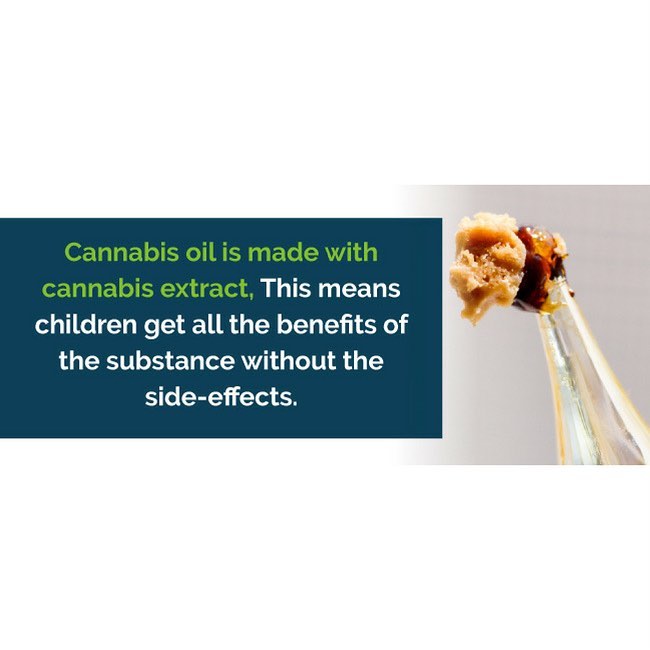 Cannabis oil is made with
cannabis extract, This means
children get all the benefits of
the substance without the
side-effects.